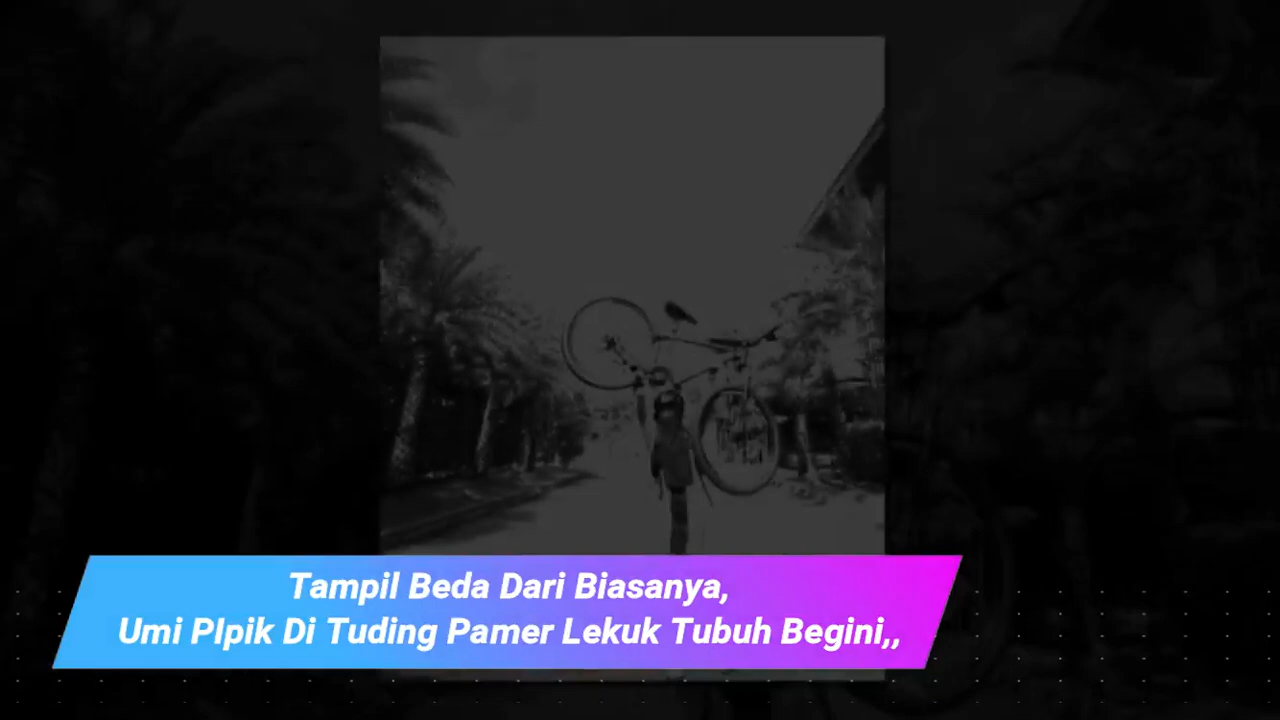 Tampil Beda Dari Biasanya,
Umi PIpik Di Tuding Pamer Lekuk Tubuh Begini,,